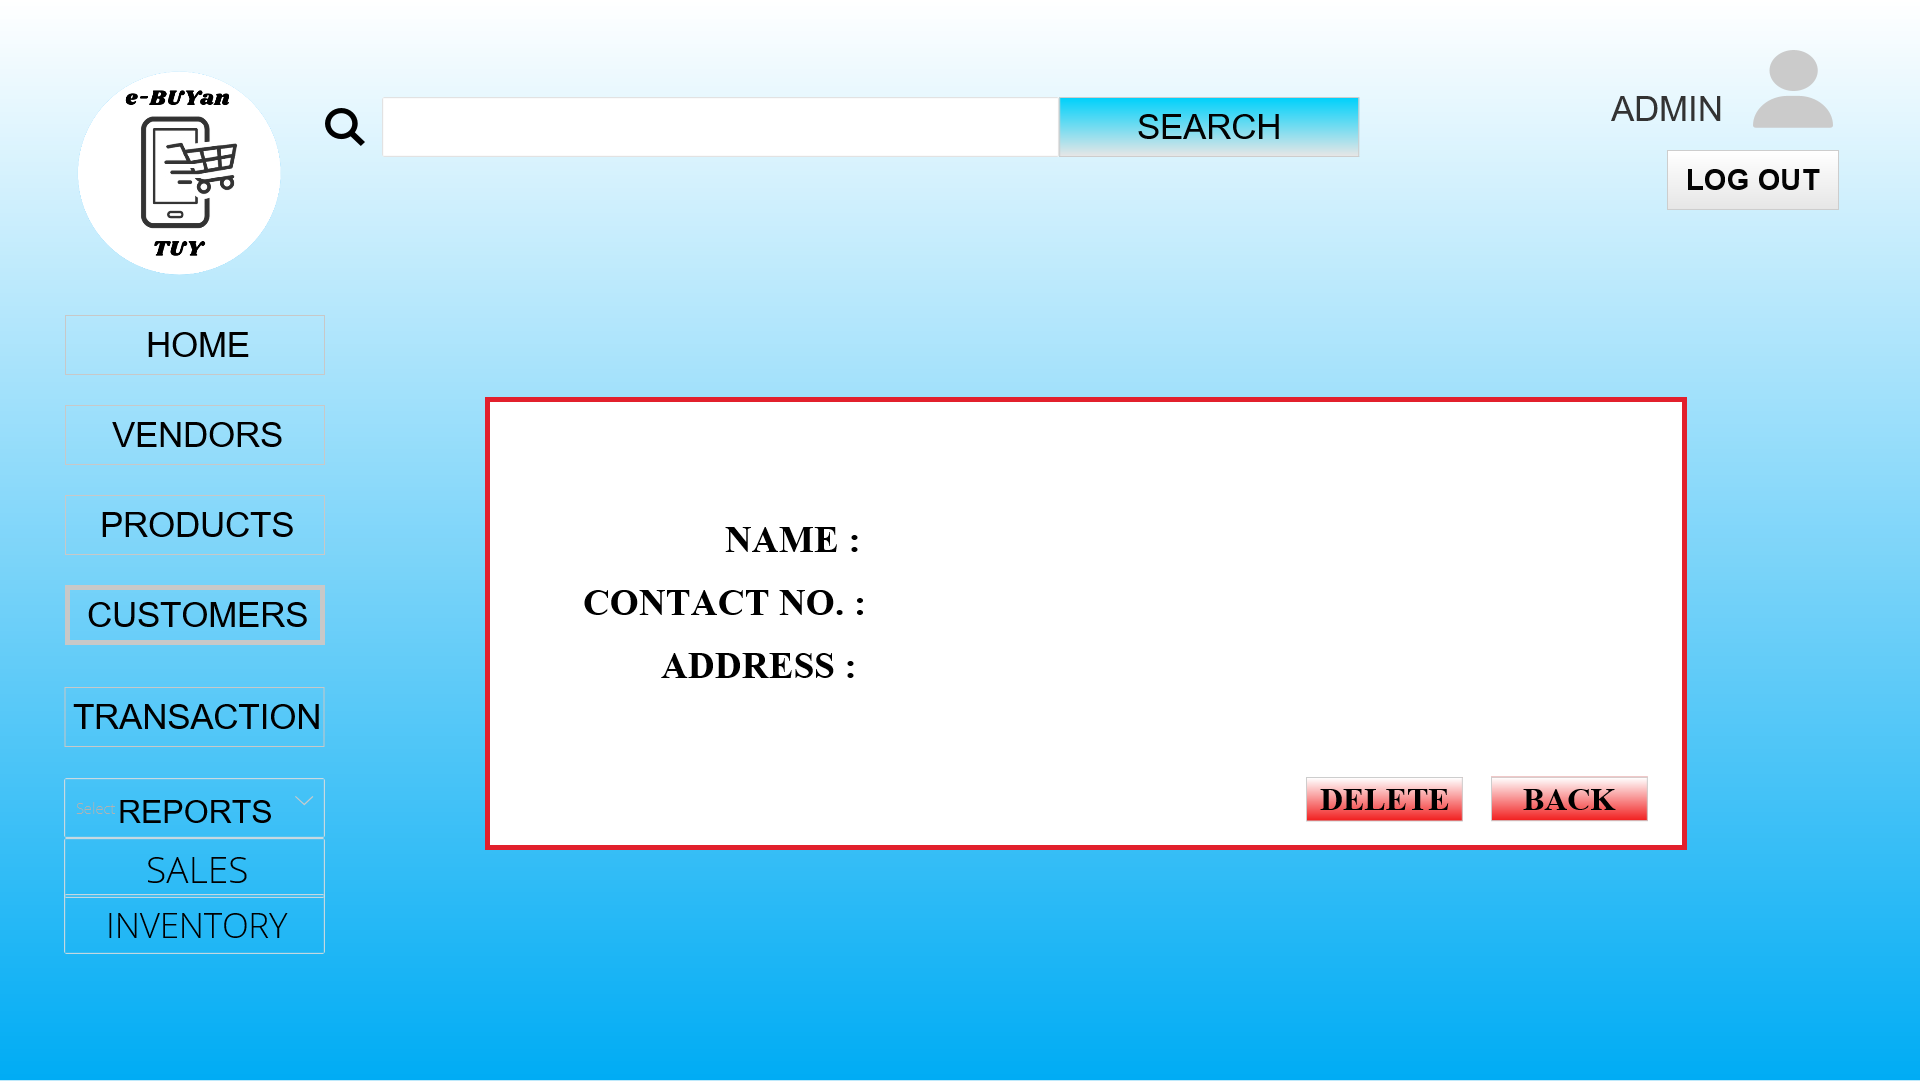 e-BUYan
TUY
SEARCH
ADMIN
LOG OUT
HOME
VENDORS
PRODUCTS
CUSTOMERS
TRANSACTION
Select
REPORTS
SALES
INVENTORY
NAME :
CONTACT NO. :
ADDRESS :
DELETE
BACK